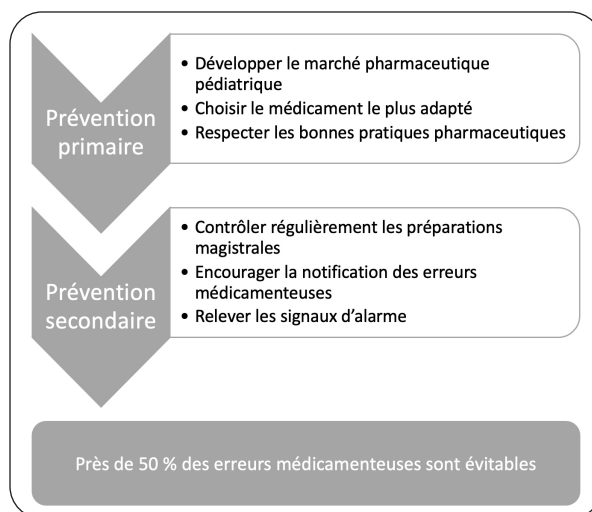 Prévention
primaire
• Développer le marché pharmaceutique
pédiatrique
• Choisir le médicament le plus adapté
• Respecter les bonnes pratiques pharmaceutiques
Prévention
secondaire
• Contrôler régulièrement les préparations
magistrales
• Encourager la notification des erreurs
médicamenteuses
• Relever les signaux d’alarme
Près de 50 % des erreurs médicamenteuses sont évitables